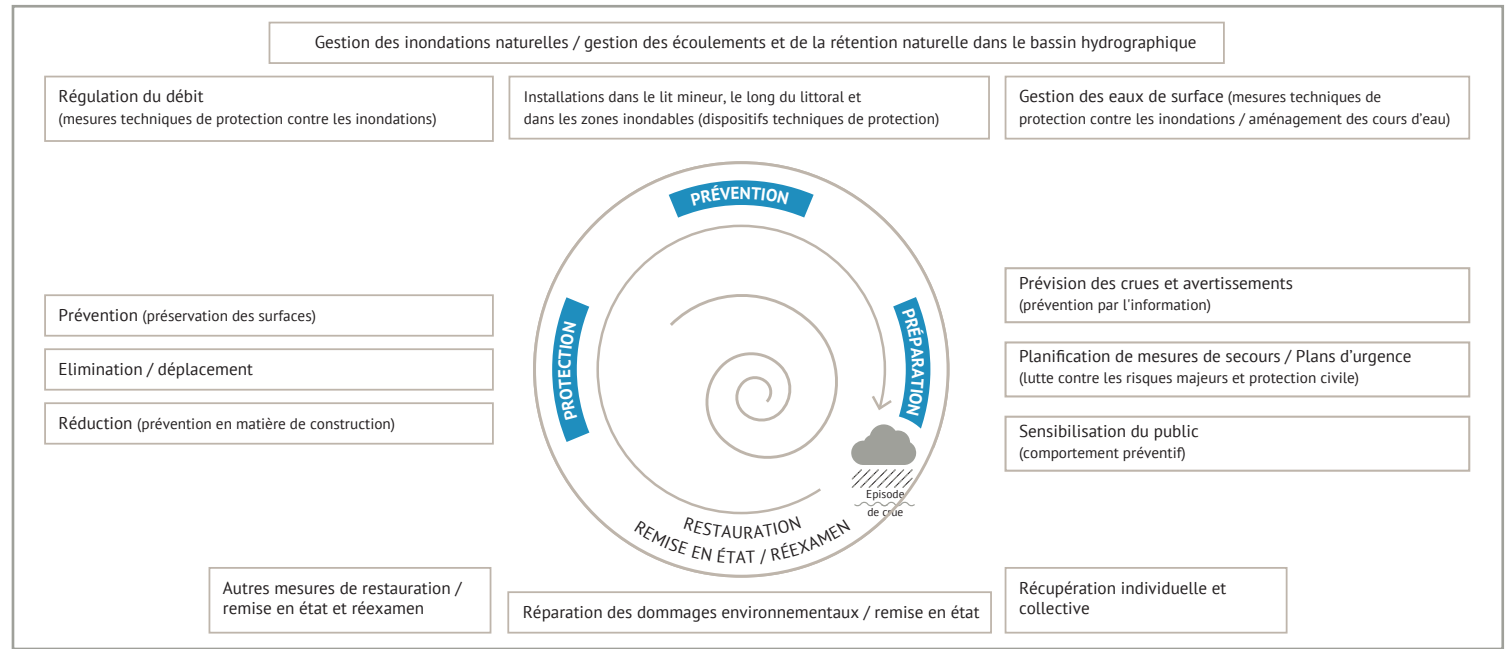 Gestion des inondations naturelles / gestion des écoulements et de la rétention naturelle dans le bassin hydrographique
Régulation du débit
(mesures techniques de protection contre les inondations)
Installations dans le lit mineur, le long du littoral et
dans les zones inondables (dispositifs techniques de protection)
Gestion des eaux de surface (mesures techniques de
protection contre les inondations / aménagement des cours d'eau)
PRÉVENTION
PROTECTION
PRÉPARATION
Prévention (préservation des surfaces)
Elimination / déplacement
Réduction (prévention en matière de construction)
Prévision des crues et avertissements
(prévention par l'information)
Planification de mesures de secours / Plans d'urgence
(lutte contre les risques majeurs et protection civile)
Sensibilisation du public
(comportement préventif)
Episode
de crue
RESTAURATION
REMISE EN ÉTAT / RÉEXAMEN
Autres mesures de restauration /
remise en état et réexamen
Réparation des dommages environnementaux / remise en état
Récupération individuelle et
collective